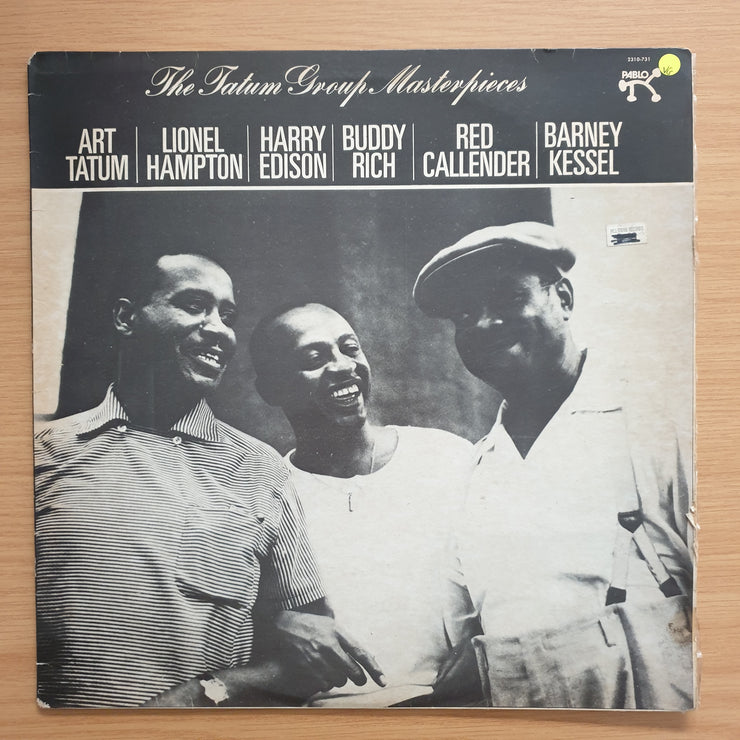 The Tatum Group Masterpieces
2310-731
PABLO
VG
ART TATUM
LIONEL HAMPTON
HARRY EDISON
BUDDY RICH
RED CALLENDER
BARNEY KESSEL